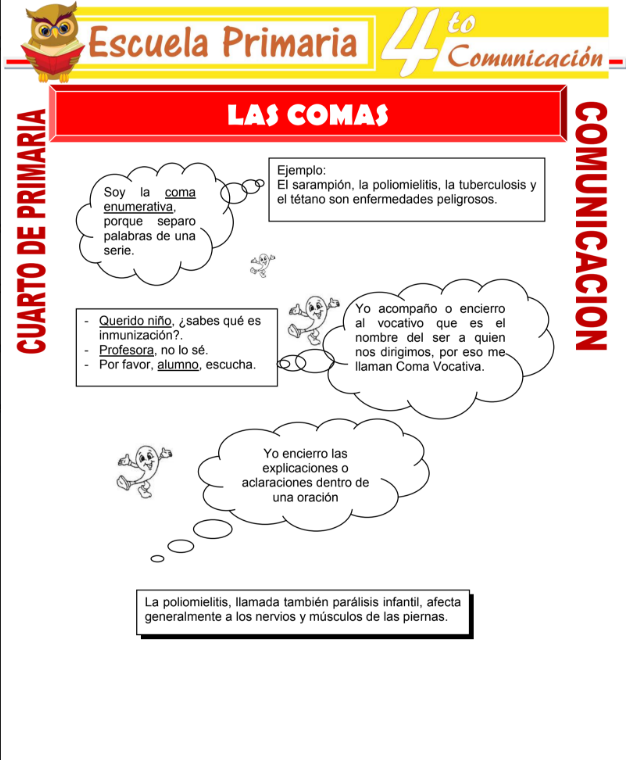 Escuela Primaria
4to
Comunicación
LAS COMAS
CUARTO DE PRIMARIA
COMUNICACION
Soy la coma
enumerativa,
porque separo
palabras de una
serie.
Ejemplo:
El sarampión, la poliomielitis, la tuberculosis y
el tétano son enfermedades peligrosos.
- Querido niño, ¿sabes qué es
inmunización?.
- Profesora, no lo sé.
- Por favor, alumno, escucha.
Yo acompaño o encierro
al vocativo que es el
nombre del ser a quien
nos dirigimos, por eso me
llaman Coma Vocativa.
Yo encierro las
explicaciones o
aclaraciones dentro de
una oración
La poliomielitis, llamada también parálisis infantil, afecta
generalmente a los nervios y músculos de las piernas.